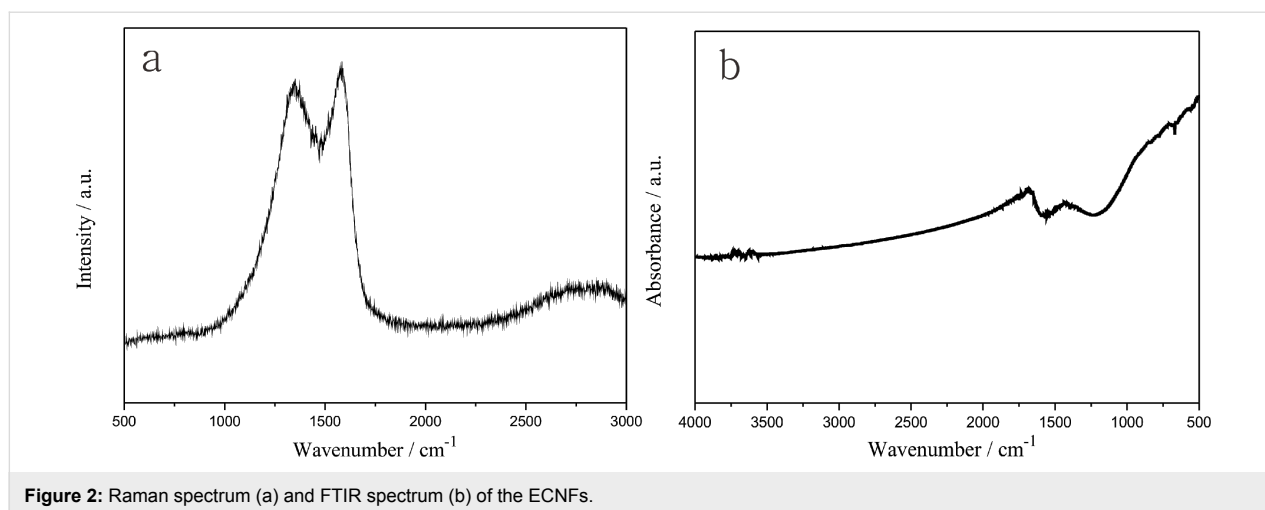 a
Intensity / a.u.
500 1000 1500 2000 2500 3000
Wavenumber / cm⁻¹
b
Absorbance / a.u.
4000 3500 3000 2500 2000 1500 1000 500
Wavenumber / cm⁻¹
Figure 2: Raman spectrum (a) and FTIR spectrum (b) of the ECNFs.